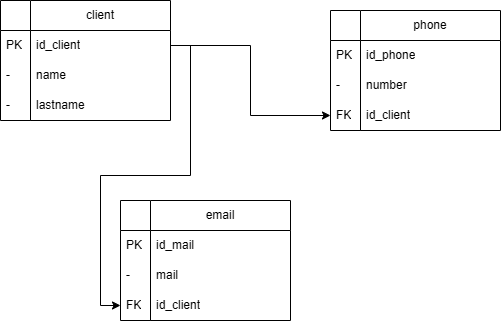 client
PK id_client
- name
- lastname
phone
PK id_phone
- number
FK id_client
email
PK id_mail
- mail
FK id_client